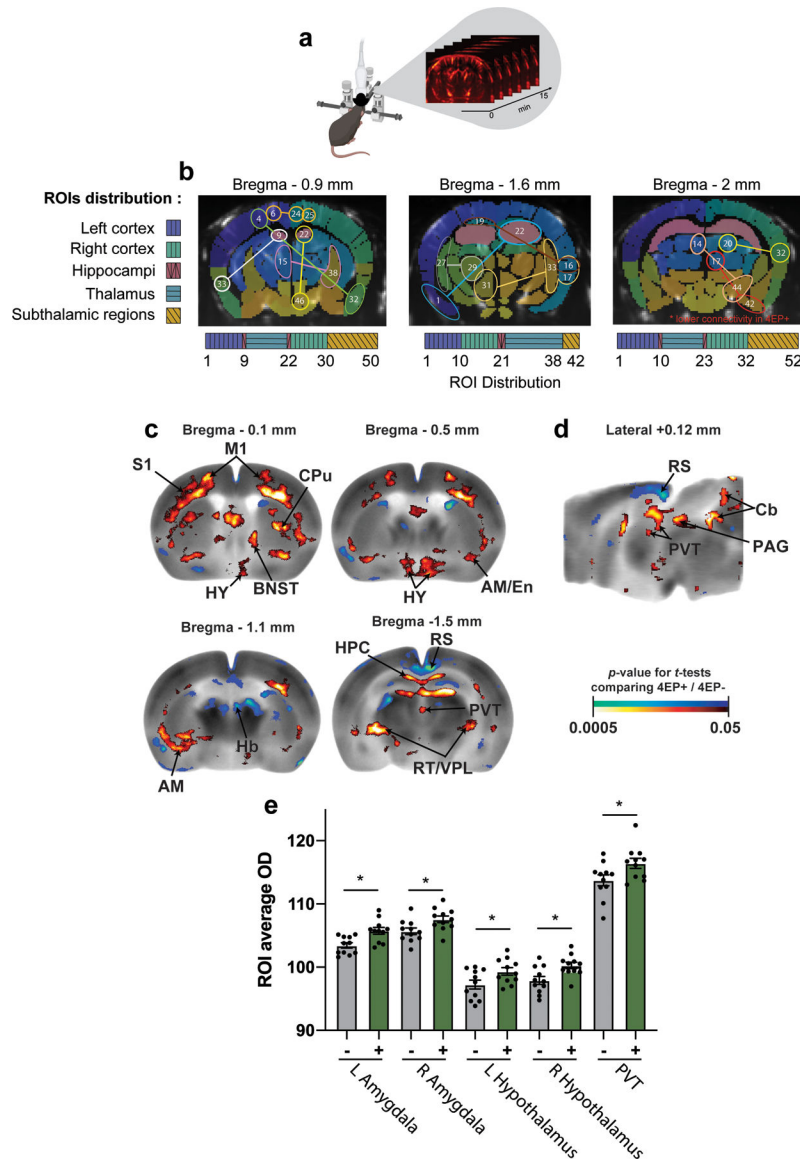 a
0
min
15
b
ROIs distribution :
Left cortex
Right cortex
Hippocampi
Thalamus
Subthalamic regions
Bregma - 0.9 mm
4
6
24
25
9
22
15
38
33
46
32
1 9 22 30 50
Bregma - 1.6 mm
19
22
27
29
33
16
17
31
1
1 10 21 38 42
ROI Distribution
Bregma - 2 mm
14
20
32
17
44
42
* lower connectivity in 4EP+
1 10 23 32 52
c
Bregma - 0.1 mm
M1
S1
CPu
HY
BNST
Bregma - 0.5 mm
HY
AM/En
Bregma - 1.1 mm
Hb
AM
Bregma -1.5 mm
HPC
RS
PVT
RT/VPL
d
Lateral +0.12 mm
RS
Cb
PAG
PVT
p-value for t-tests
comparing 4EP+ / 4EP-
0.0005 0.05
e
ROI average OD
120
110
100
90
* * * * *
- + - + - + - + - +
L Amygdala
R Amygdala
L Hypothalamus
R Hypothalamus
PVT